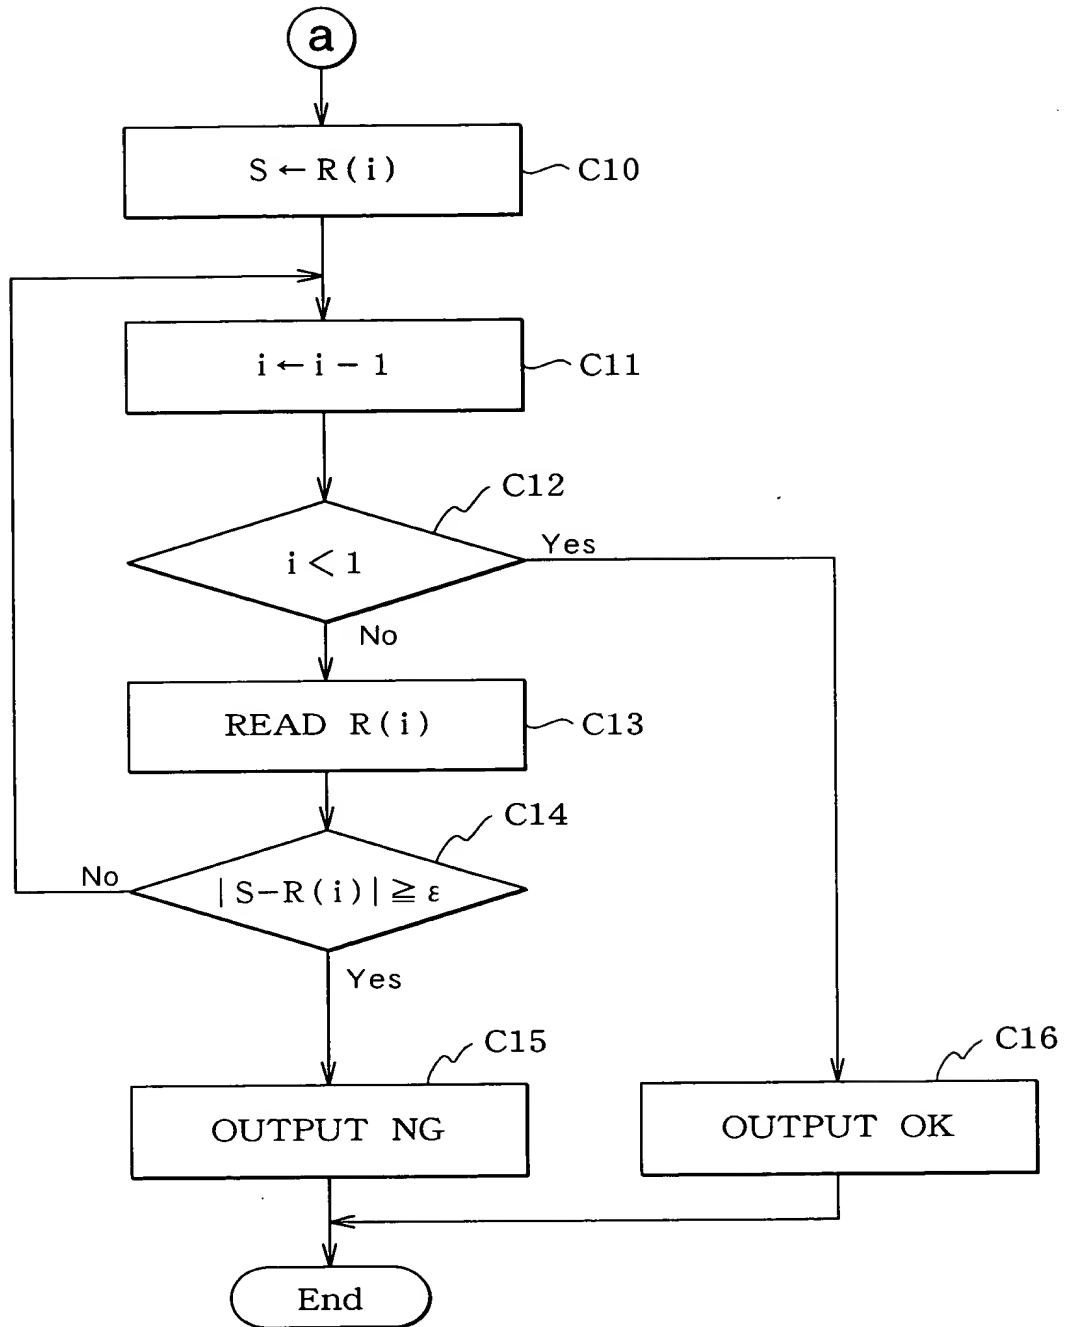 a
S ← R(i)
C10
i ← i - 1
C11
C12
i < 1
Yes
No
READ R(i)
C13
C14
No
|S-R(i)| ≧ ε
Yes
C15
C16
OUTPUT NG
OUTPUT OK
End